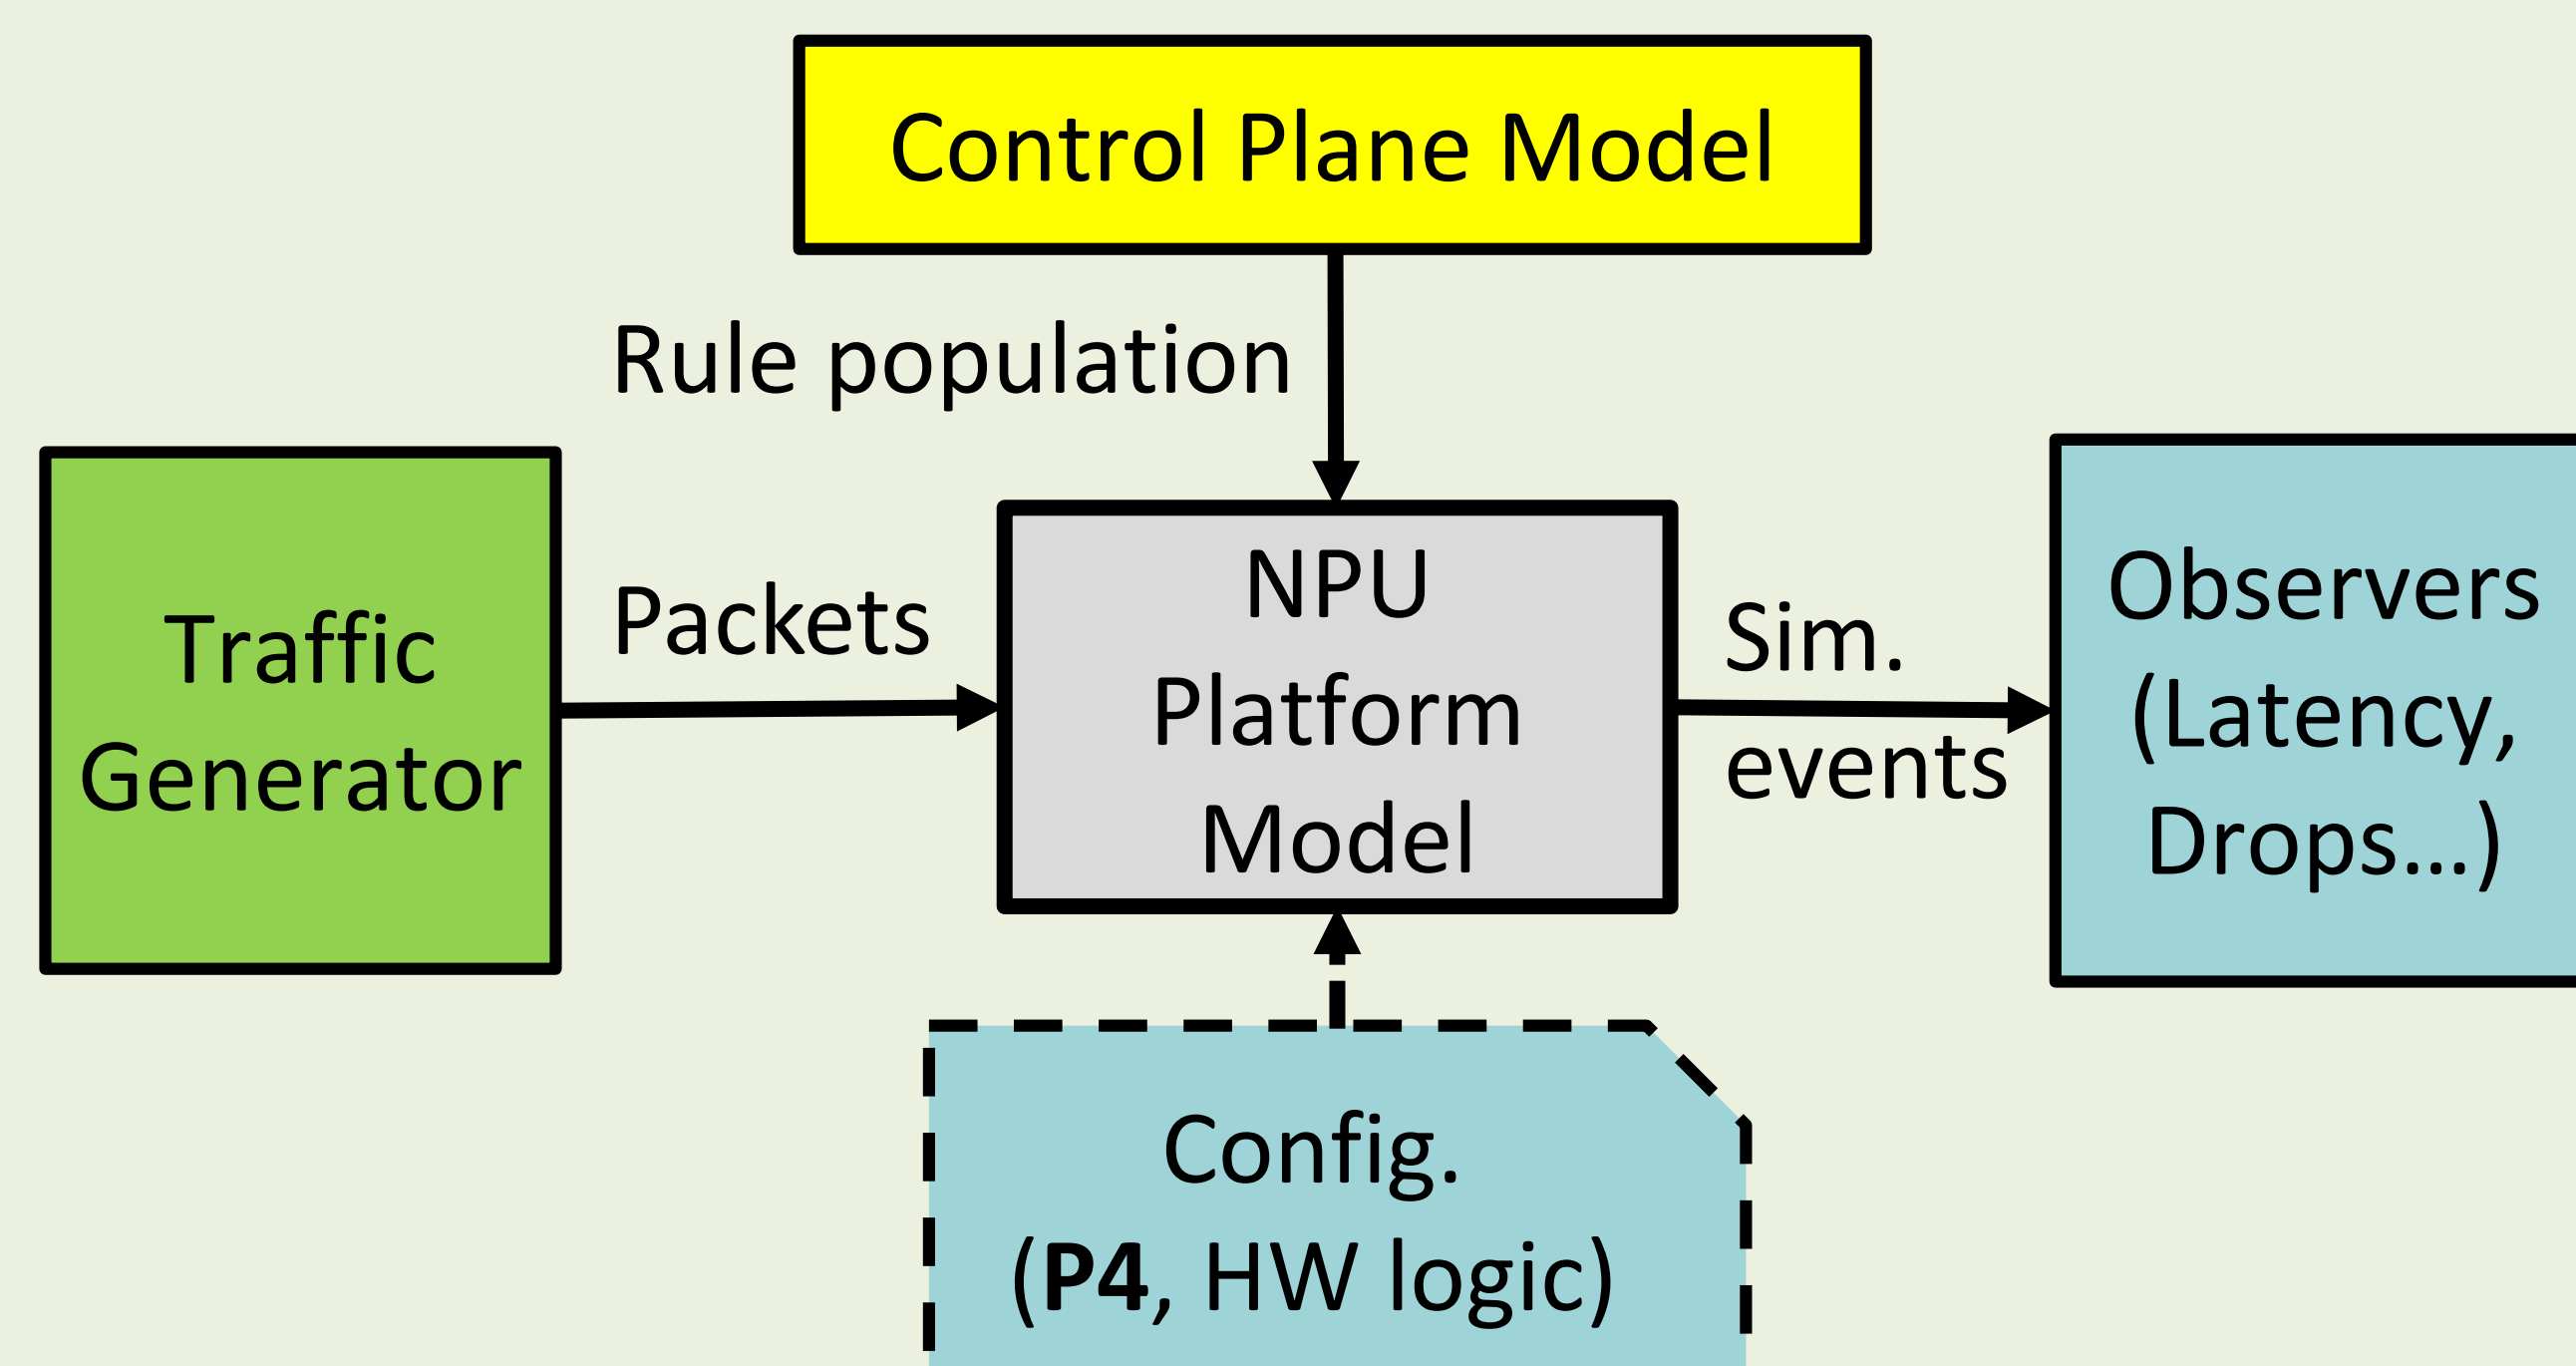 Control Plane Model
Rule population
Traffic
Generator
Packets
NPU
Platform
Model
Sim.
events
Observers
(Latency,
Drops...)
Config.
(P4, HW logic)